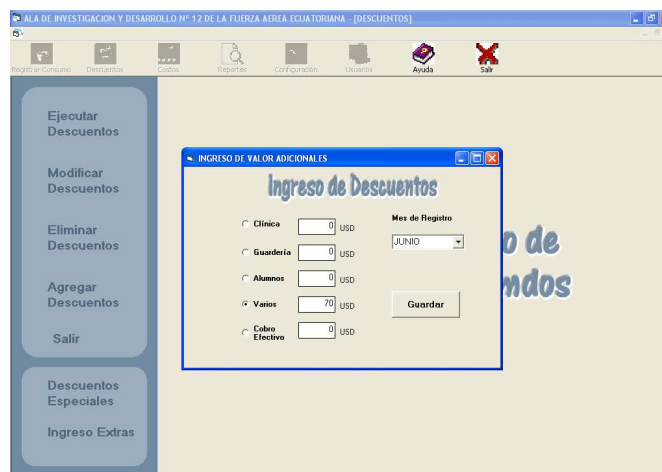 ALA DE INVESTIGACION Y DESARROLLO Nº 12 DE LA FUERZA AEREA ECUATORIANA - [DESCUENTOS]
Registrar Consumo Descuentos Costos Reportes Configuración Usuarios Ayuda Salir
Ejecutar
Descuentos
Modificar
Descuentos
Eliminar
Descuentos
Agregar
Descuentos
Salir
Descuentos
Especiales
Ingreso Extras
INGRESO DE VALOR ADICIONALES
Ingreso de Descuentos
Clínica 0 USD
Guardería 0 USD
Alumnos 0 USD
Varios 70 USD
Cobro
Efectivo 0 USD
Mes de Registro
JUNIO
Guardar
de